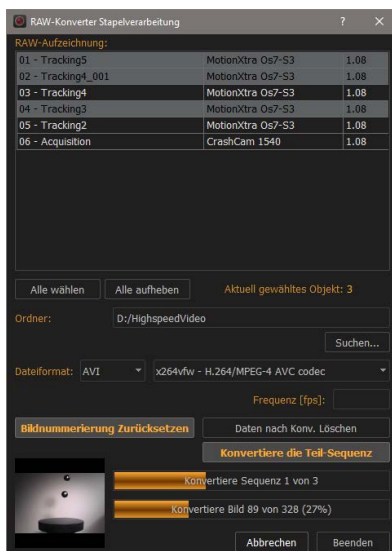 RAW-Konverter Stapelverarbeitung ? ×
RAW-Aufzeichnung:
01 - Tracking5 MotionXtra Os7-S3 1.08
02 - Tracking4_001 MotionXtra Os7-S3 1.08
03 - Tracking4 MotionXtra Os7-S3 1.08
04 - Tracking3 MotionXtra Os7-S3 1.08
05 - Tracking2 MotionXtra Os7-S3 1.08
06 - Acquisition CrashCam 1540 1.08
Alle wählen Alle aufheben Aktuell gewähltes Objekt: 3
Ordner: D:/HighspeedVideo
Suchen...
Dateiformat: AVI x264vfw - H.264/MPEG-4 AVC codec
Frequenz [fps]:
Bildnummerierung Zurücksetzen Daten nach Konv. Löschen
Konvertiere die Teil-Sequenz
Konvertiere Sequenz 1 von 3
Konvertiere Bild 89 von 328 (27%)
Abbrechen Beenden